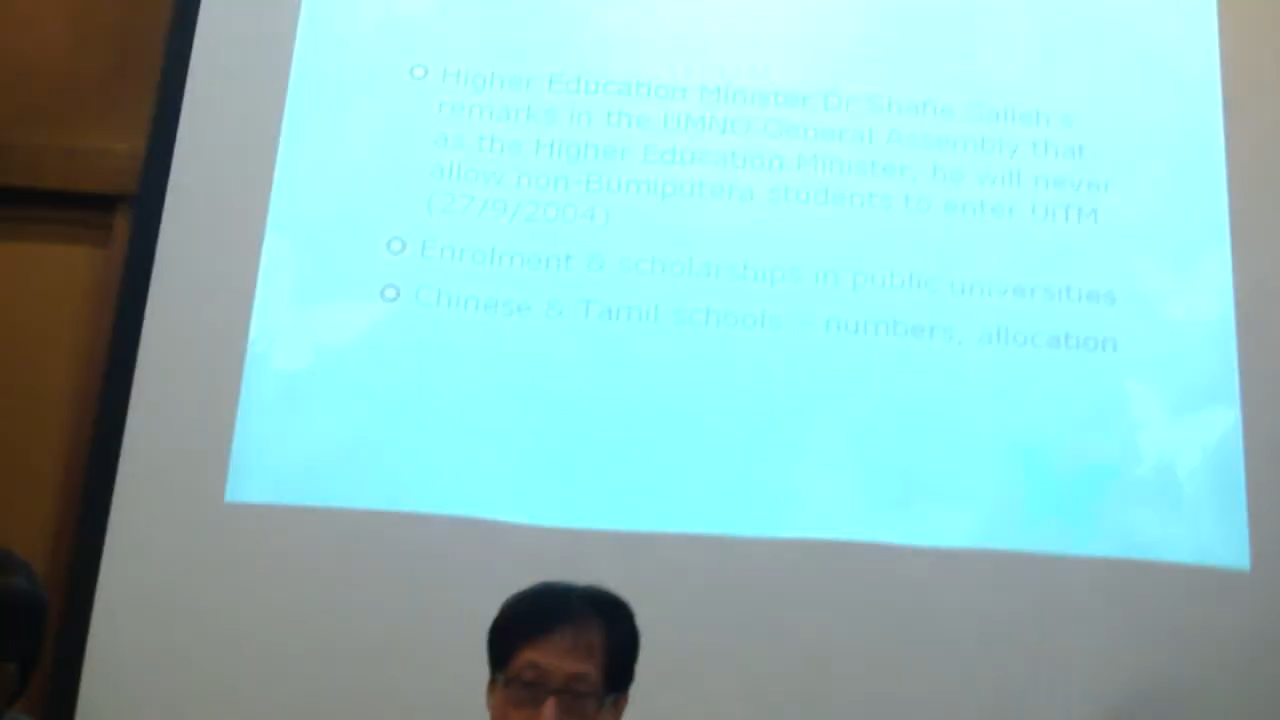 Higher Education Minister Dr Shafie Salleh's
remarks in the UMNO General Assembly that
as the Higher Education Minister, he will never
allow non-Bumiputera students to enter UiTM
(27/9/2004)
Enrolment & scholarships in public universities
Chinese & Tamil schools – numbers, allocation